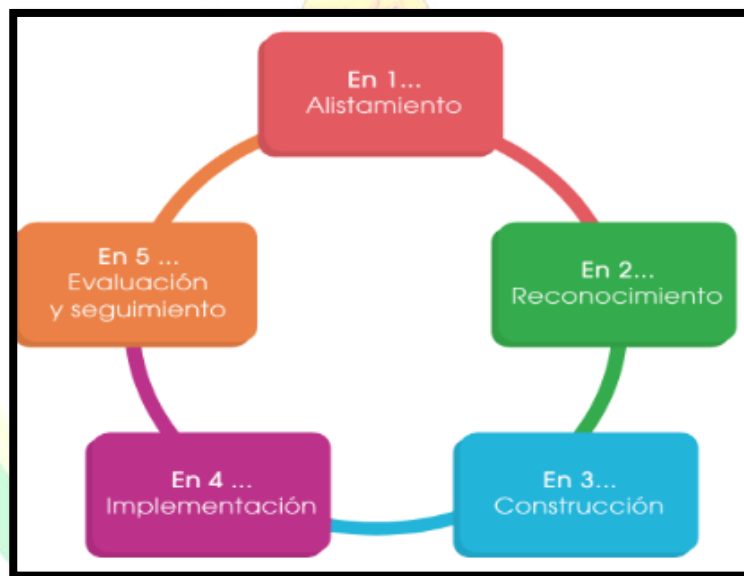 En 1...
Alistamiento
En 2...
Reconocimiento
En 3...
Construcción
En 4 ...
Implementación
En 5 ...
Evaluación
y seguimiento